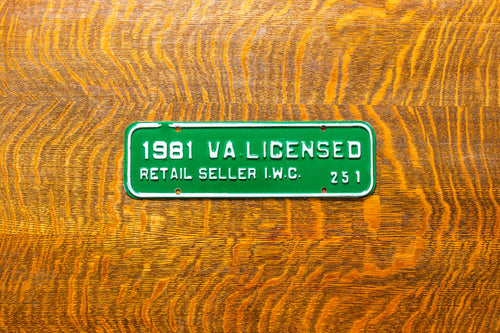 1981 VA. LICENSED
RETAIL SELLER I.W.C. 251